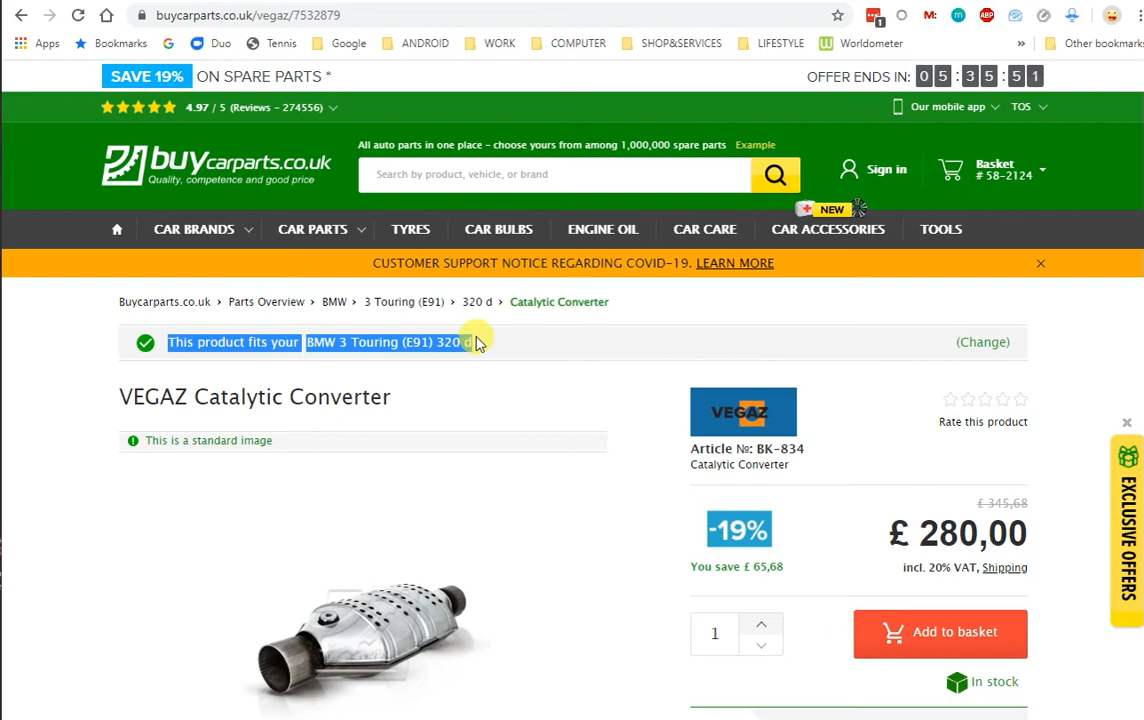 buycarparts.co.uk/vegaz/7532879
1
M:
m
ABP
Apps
Bookmarks
Duo
Tennis
Google
ANDROID
WORK
COMPUTER
SHOP&SERVICES
LIFESTYLE
Worldometer
»
Other bookmarks
SAVE 19% ON SPARE PARTS *
OFFER ENDS IN: 0 5 : 3 5 : 5 1
4.97 / 5 (Reviews - 274556)
Our mobile app
TOS
buycarparts.co.uk
Quality, competence and good price
All auto parts in one place – choose yours from among 1,000,000 spare parts Example
Search by product, vehicle, or brand
Sign in
Basket
# 58-2124
NEW
CAR BRANDS
CAR PARTS
TYRES
CAR BULBS
ENGINE OIL
CAR CARE
CAR ACCESSORIES
TOOLS
CUSTOMER SUPPORT NOTICE REGARDING COVID-19. LEARN MORE
Buycarparts.co.uk › Parts Overview › BMW › 3 Touring (E91) › 320 d › Catalytic Converter
This product fits your BMW 3 Touring (E91) 320 d
(Change)
VEGAZ Catalytic Converter
This is a standard image
VEGAZ
Rate this product
Article №: BK-834
Catalytic Converter
£ 345,68
-19%
£ 280,00
You save £ 65,68
incl. 20% VAT, Shipping
1
Add to basket
In stock
EXCLUSIVE OFFERS